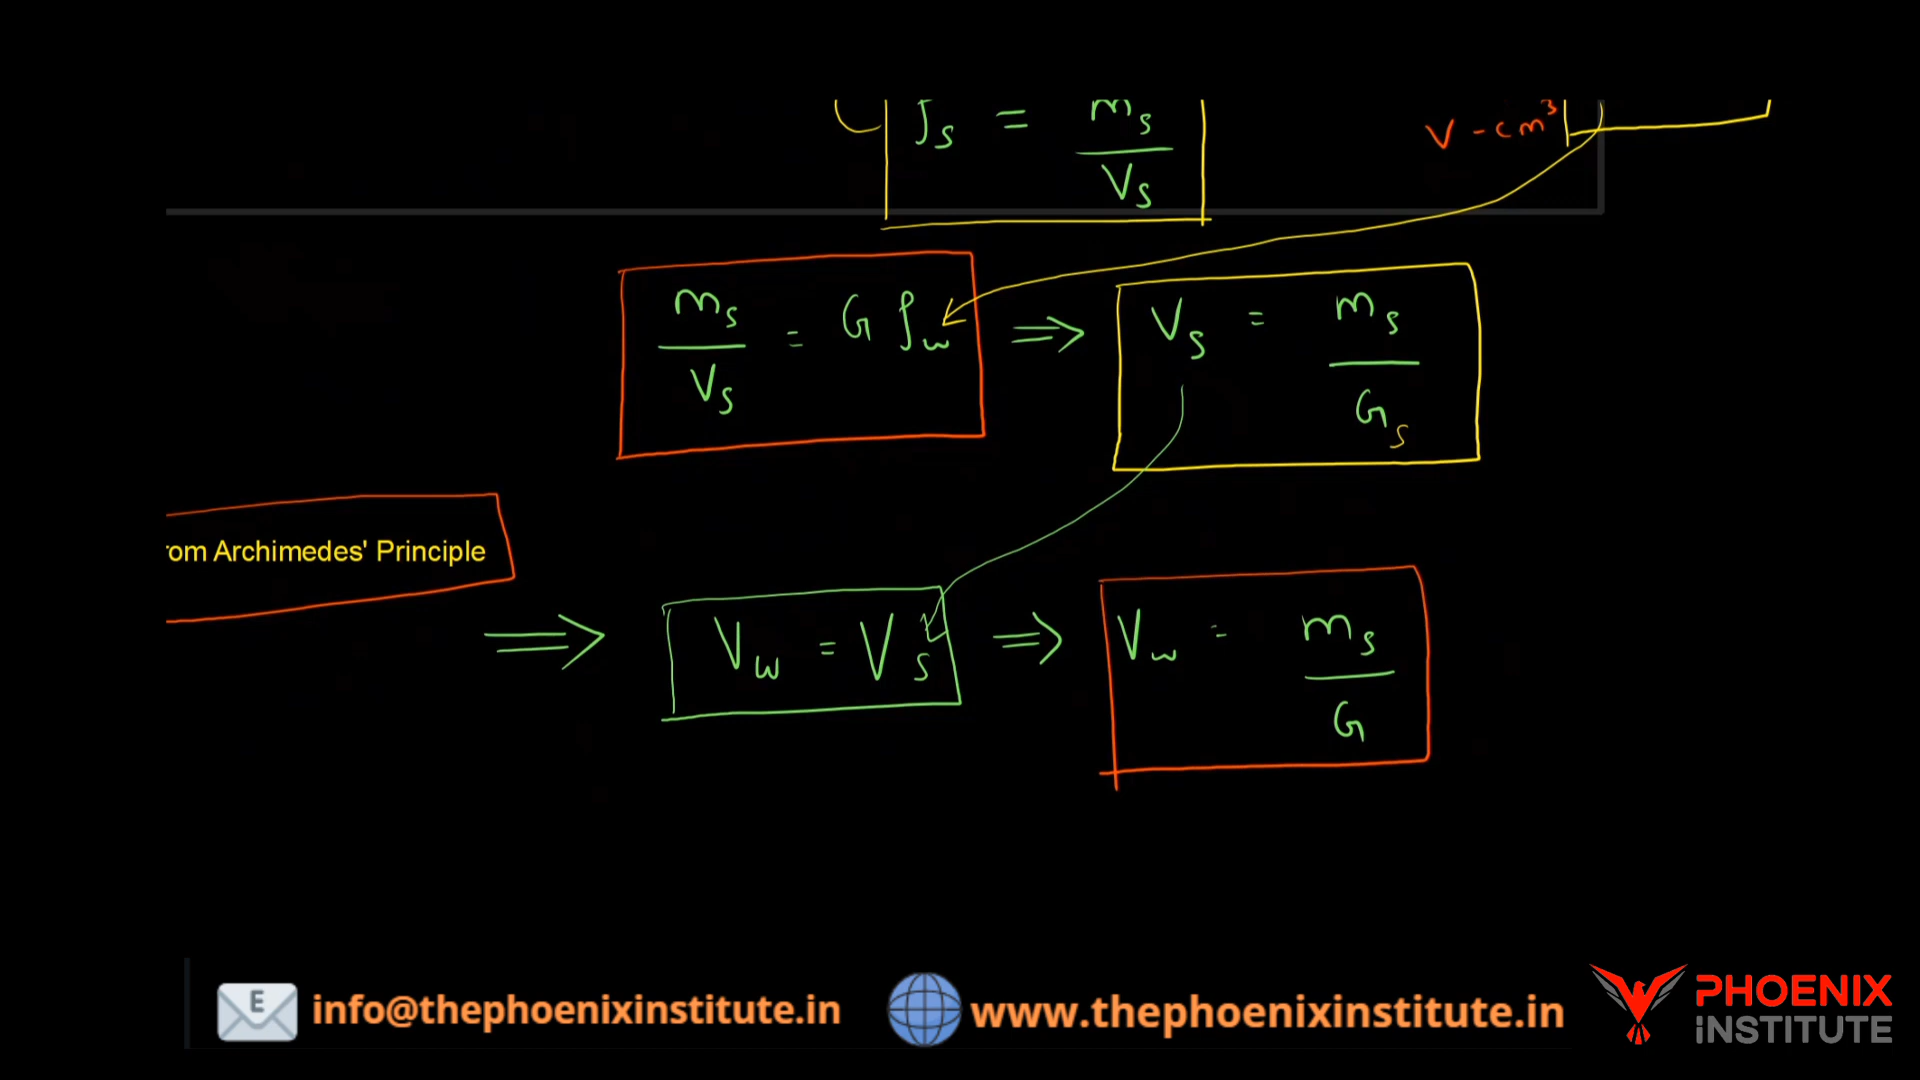 ρs = ms / Vs
V - cm³
ms / Vs = G ρw ⇒ Vs = ms / Gs
rom Archimedes' Principle
⇒ Vw = Vs ⇒ Vw = ms / G
E info@thephoenixinstitute.in www.thephoenixinstitute.in
PHOENIX
INSTITUTE